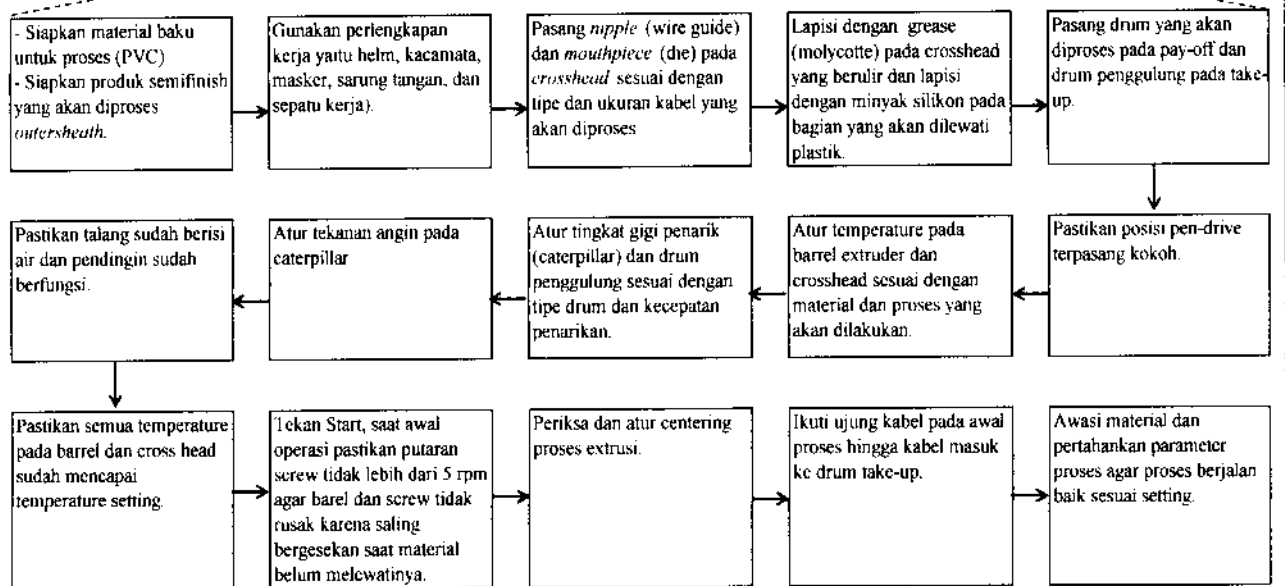 - Siapkan material baku
untuk proses (PVC)
- Siapkan produk semifinish
yang akan diproses
outersheath.
Gunakan perlengkapan
kerja yaitu helm, kacamata,
masker, sarung tangan, dan
sepatu kerja).
Pasang nipple (wire guide)
dan mouthpiece (die) pada
crosshead sesuai dengan
tipe dan ukuran kabel yang
akan diproses
Lapisi dengan grease
(molycotte) pada crosshead
yang berulir dan lapisi
dengan minyak silikon pada
bagian yang akan dilewati
plastik.
Pasang drum yang akan
diproses pada pay-off dan
drum penggulung pada take-
up.
Pastikan talang sudah berisi
air dan pendingin sudah
berfungsi.
Atur tekanan angin pada
caterpillar
Atur tingkat gigi penarik
(caterpillar) dan drum
penggulung sesuai dengan
tipe drum dan kecepatan
penarikan.
Atur temperature pada
barrel extruder dan
crosshead sesuai dengan
material dan proses yang
akan dilakukan.
Pastikan posisi pen-drive
terpasang kokoh.
Pastikan semua temperature
pada barrel dan cross head
sudah mencapai
temperature setting.
Tekan Start, saat awal
operasi pastikan putaran
screw tidak lebih dari 5 rpm
agar barel dan screw tidak
rusak karena saling
bergesekan saat material
belum melewatinya.
Periksa dan atur centering
proses extrusi.
Ikuti ujung kabel pada awal
proses hingga kabel masuk
ke drum take-up.
Awasi material dan
pertahankan parameter
proses agar proses berjalan
baik sesuai setting.